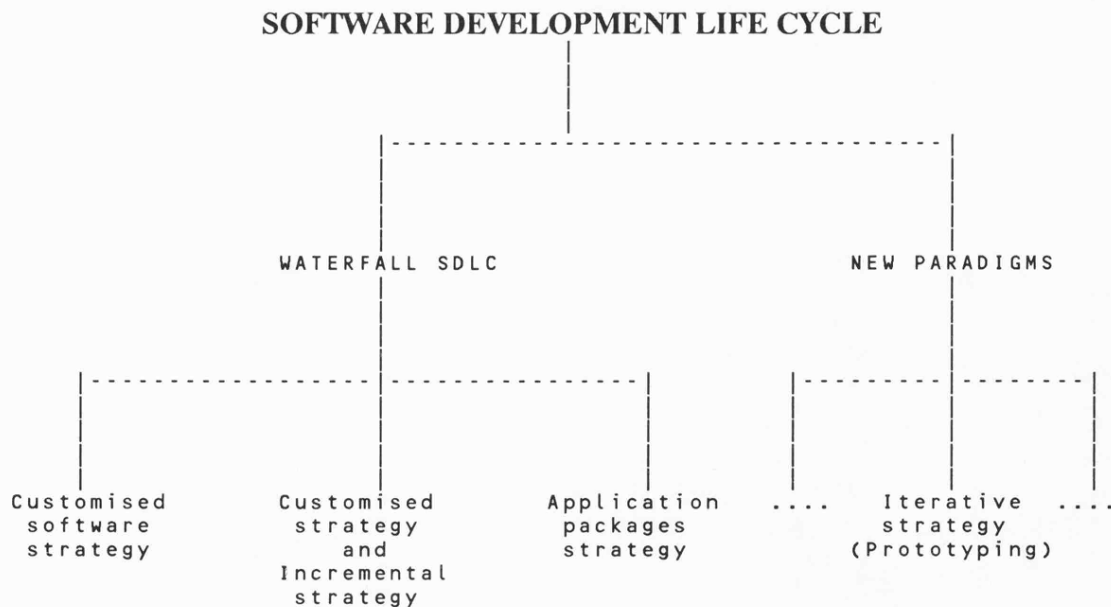 SOFTWARE DEVELOPMENT LIFE CYCLE
WATERFALL SDLC
NEW PARADIGMS
Customised
software
strategy
Customised
strategy
and
Incremental
strategy
Application
packages
strategy
....
Iterative
strategy
(Prototyping)
....